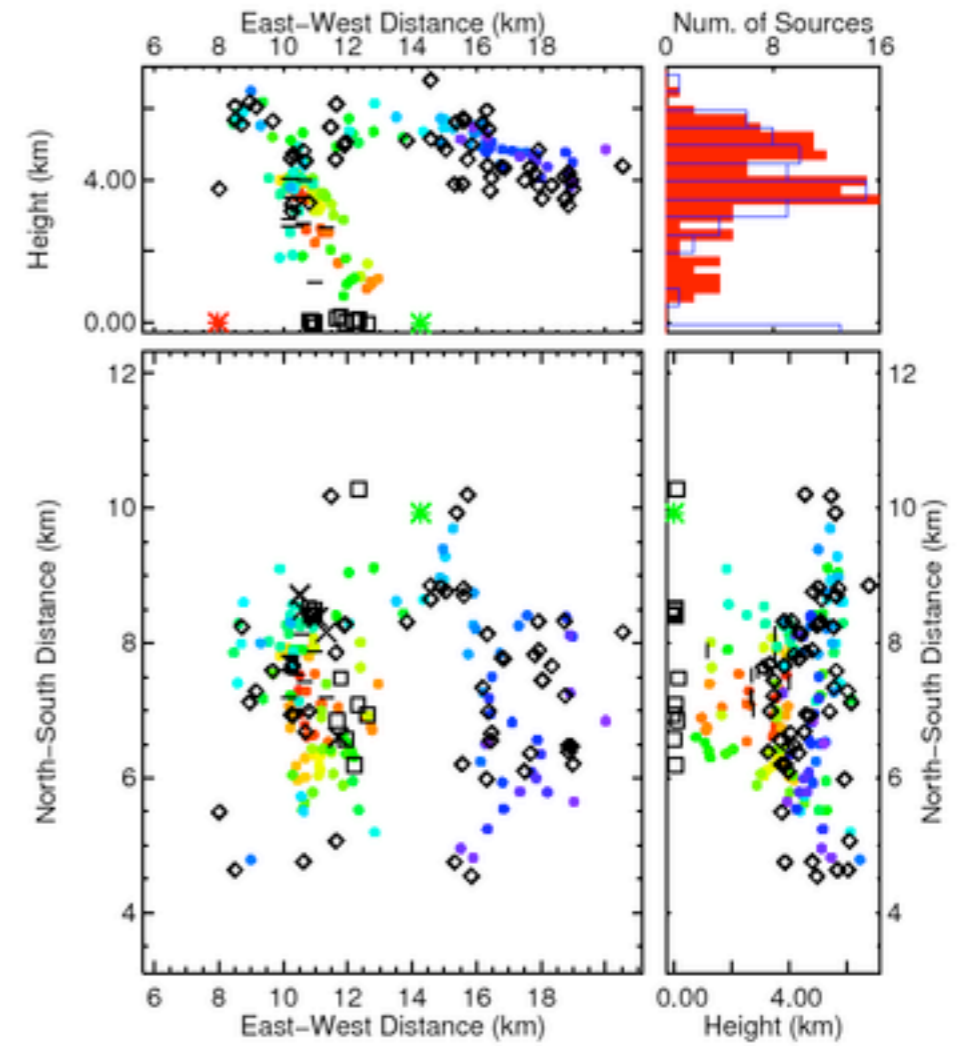 East−West Distance (km)
6 8 10 12 14 16 18
Num. of Sources
0 8 16
Height (km)
4.00
0.00
12
10
8
6
4
North−South Distance (km)
6 8 10 12 14 16 18
East−West Distance (km)
0.00 4.00
Height (km)
12
10
8
6
4
North−South Distance (km)